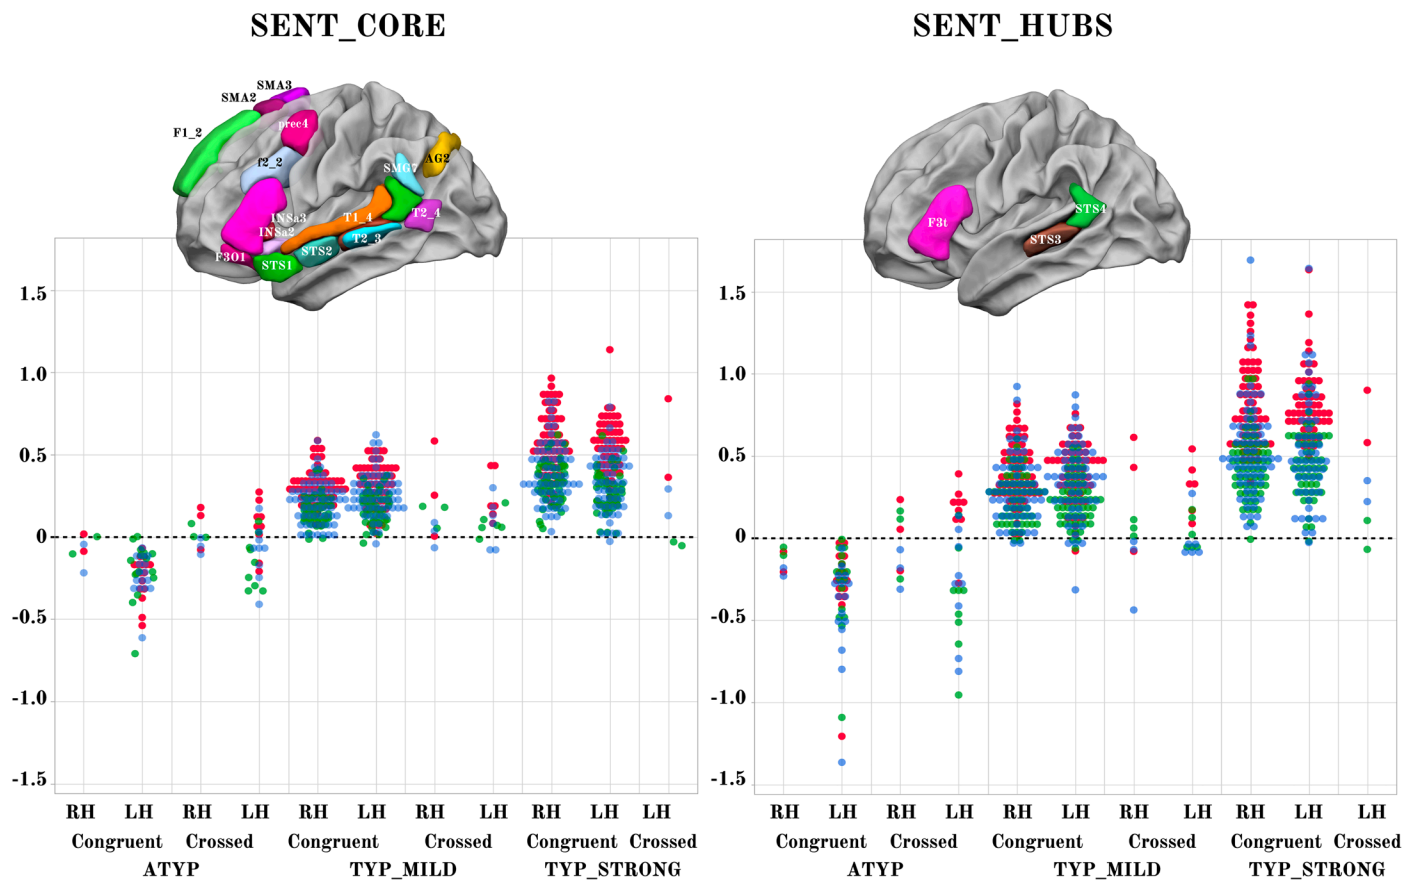 SENT_CORE
SENT_HUBS
SMA3
SMA2
F1_2
prec4
f2_2
SMG7
AG2
INSa3
INSa2
T1_4
T2_4
T2_3
STS2
F3O1
STS1
F3t
STS4
STS3
1.5
1.0
0.5
0
-0.5
-1.0
-1.5
RH LH RH LH RH LH RH LH RH LH LH
Congruent Crossed Congruent Crossed Congruent Crossed
ATYP TYP_MILD TYP_STRONG
1.5
1.0
0.5
0
-0.5
-1.0
-1.5
RH LH RH LH RH LH RH LH RH LH LH
Congruent Crossed Congruent Crossed Congruent Crossed
ATYP TYP_MILD TYP_STRONG